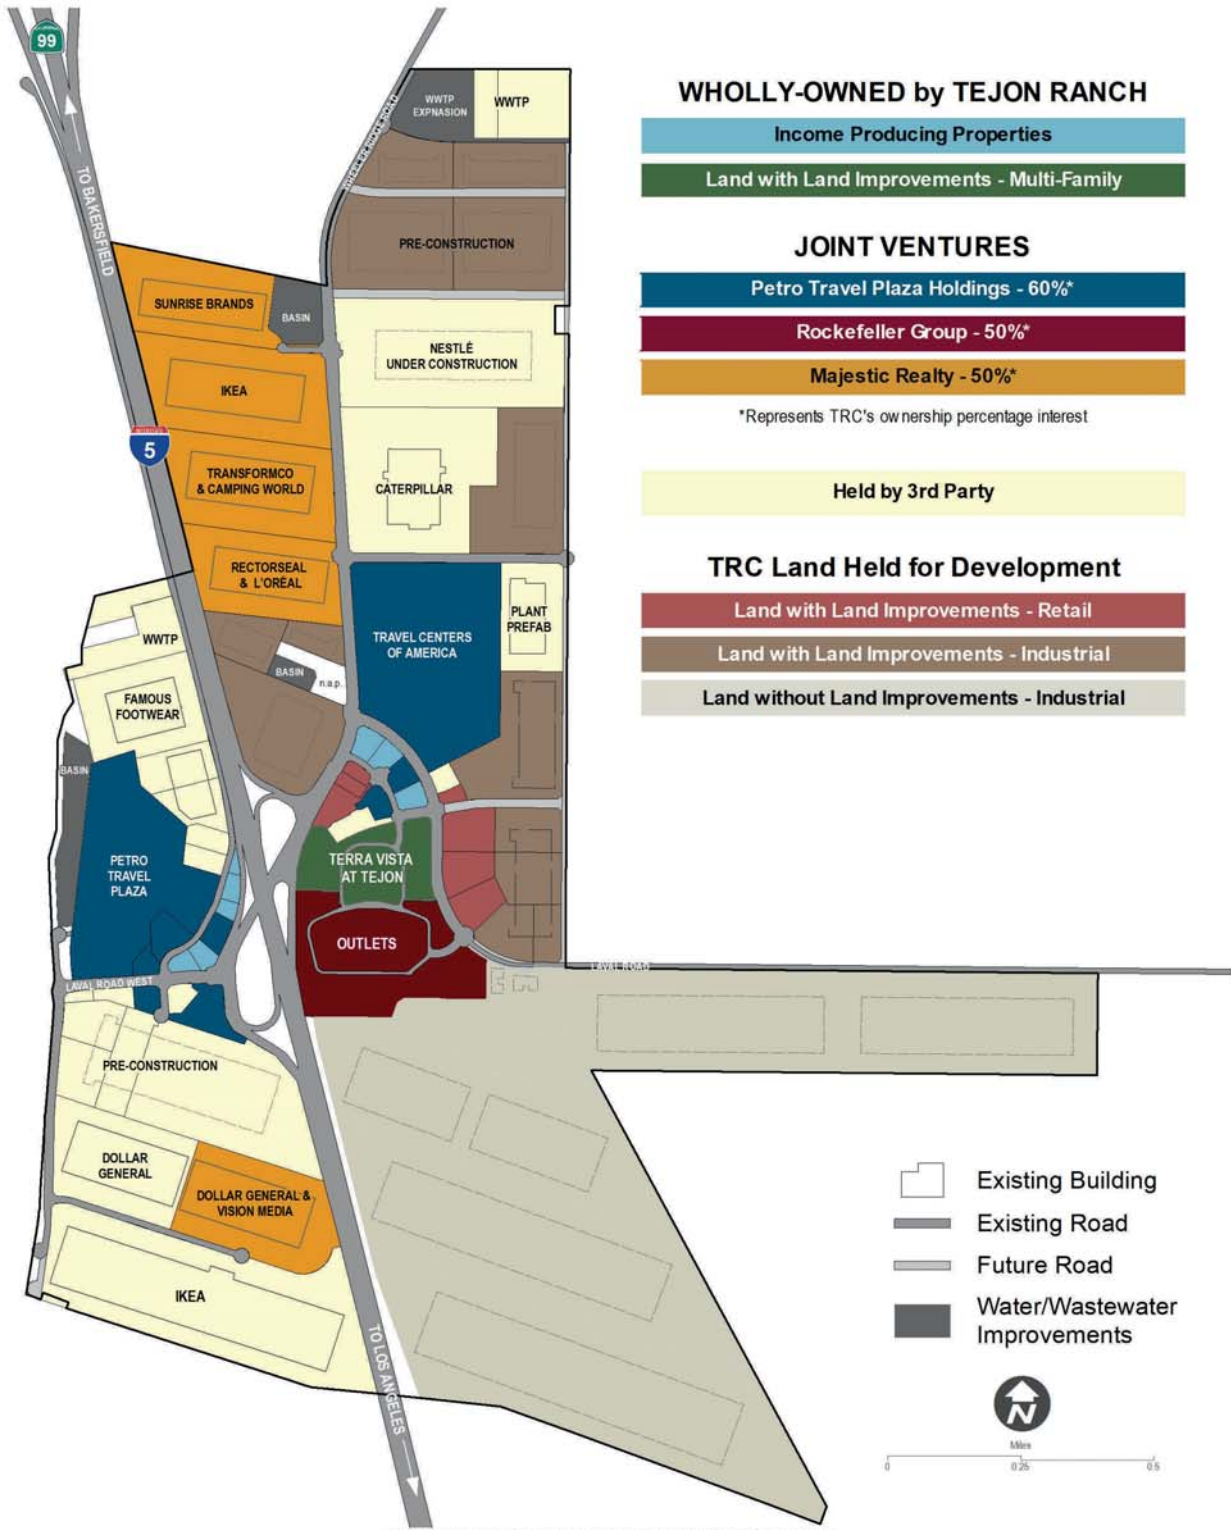 99
TO BAKERSFIELD
WHEELER RIDGE ROAD
WWTP
EXPNASION
WWTP
PRE-CONSTRUCTION
SUNRISE BRANDS
BASIN
NESTLÉ
UNDER CONSTRUCTION
IKEA
5
TRANSFORMCO
& CAMPING WORLD
CATERPILLAR
RECTORSEAL
& L'ORÉAL
PLANT
PREFAB
TRAVEL CENTERS
OF AMERICA
WWTP
BASIN
n.a.p.
FAMOUS
FOOTWEAR
BASIN
PETRO
TRAVEL
PLAZA
TERRA VISTA
AT TEJON
OUTLETS
LAVAL ROAD
LAVAL ROAD WEST
PRE-CONSTRUCTION
DOLLAR
GENERAL
DOLLAR GENERAL &
VISION MEDIA
IKEA
TO LOS ANGELES
WHOLLY-OWNED by TEJON RANCH
Income Producing Properties
Land with Land Improvements - Multi-Family
JOINT VENTURES
Petro Travel Plaza Holdings - 60%*
Rockefeller Group - 50%*
Majestic Realty - 50%*
*Represents TRC's ownership percentage interest
Held by 3rd Party
TRC Land Held for Development
Land with Land Improvements - Retail
Land with Land Improvements - Industrial
Land without Land Improvements - Industrial
Existing Building
Existing Road
Future Road
Water/Wastewater
Improvements
N
Miles
0 0.25 0.5